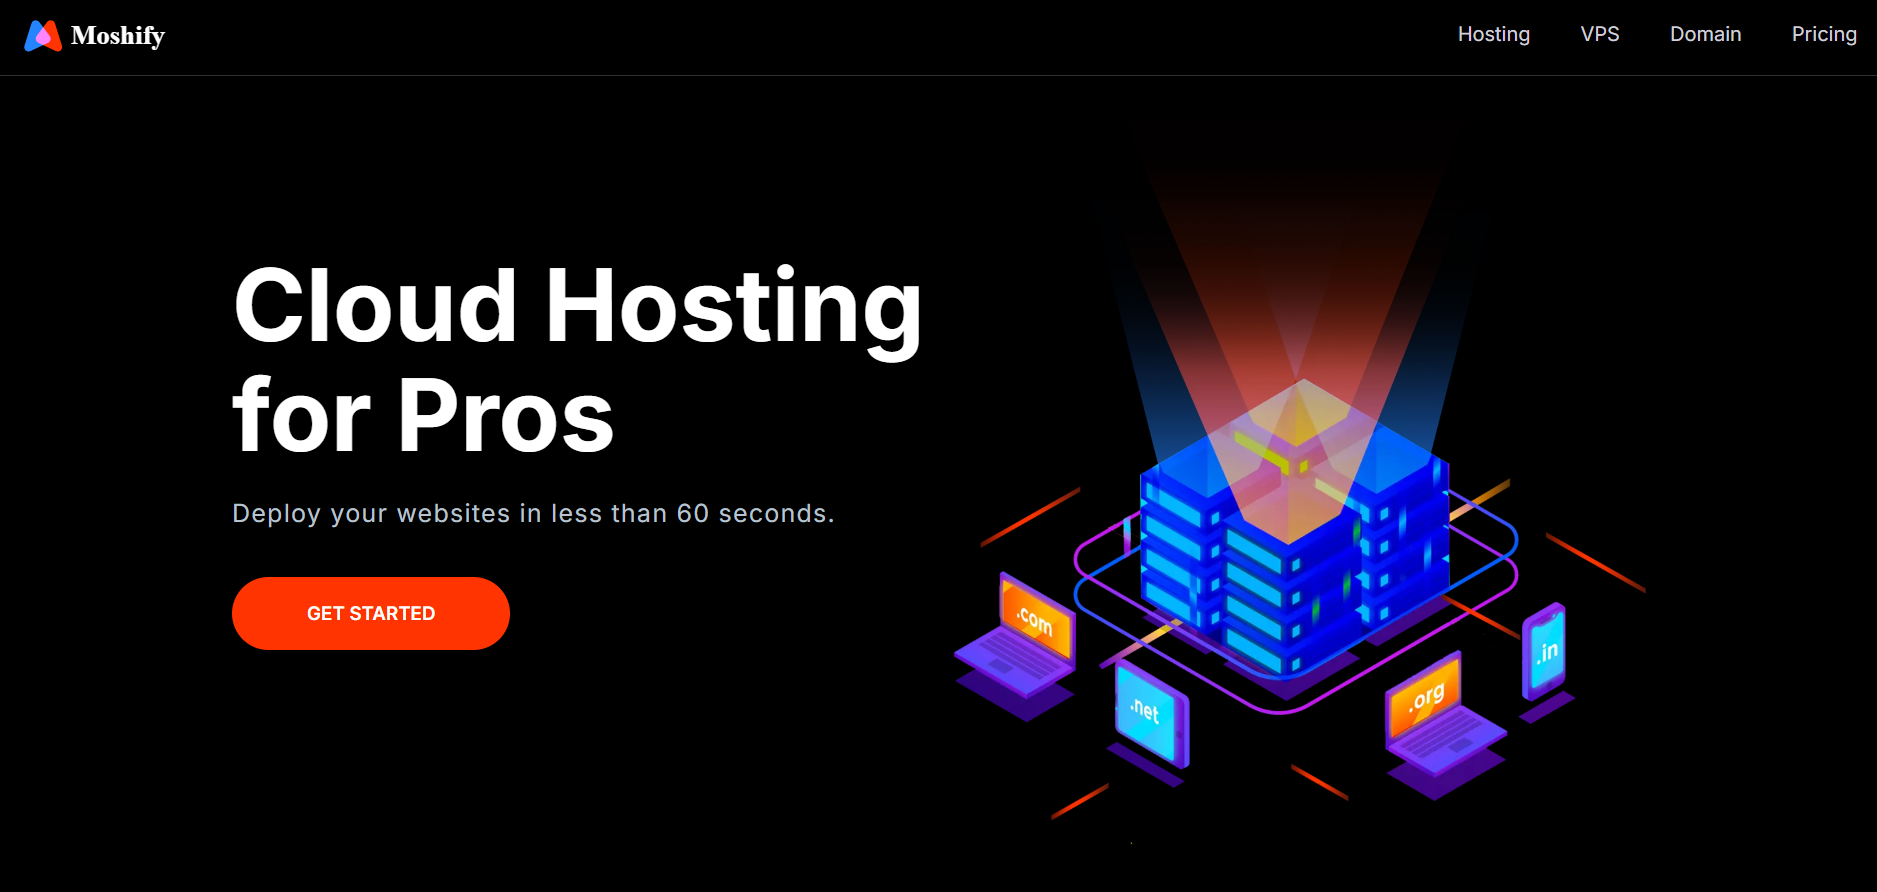 Moshify
Hosting VPS Domain Pricing
Cloud Hosting
for Pros
Deploy your websites in less than 60 seconds.
GET STARTED
.com
.net
.org
.in